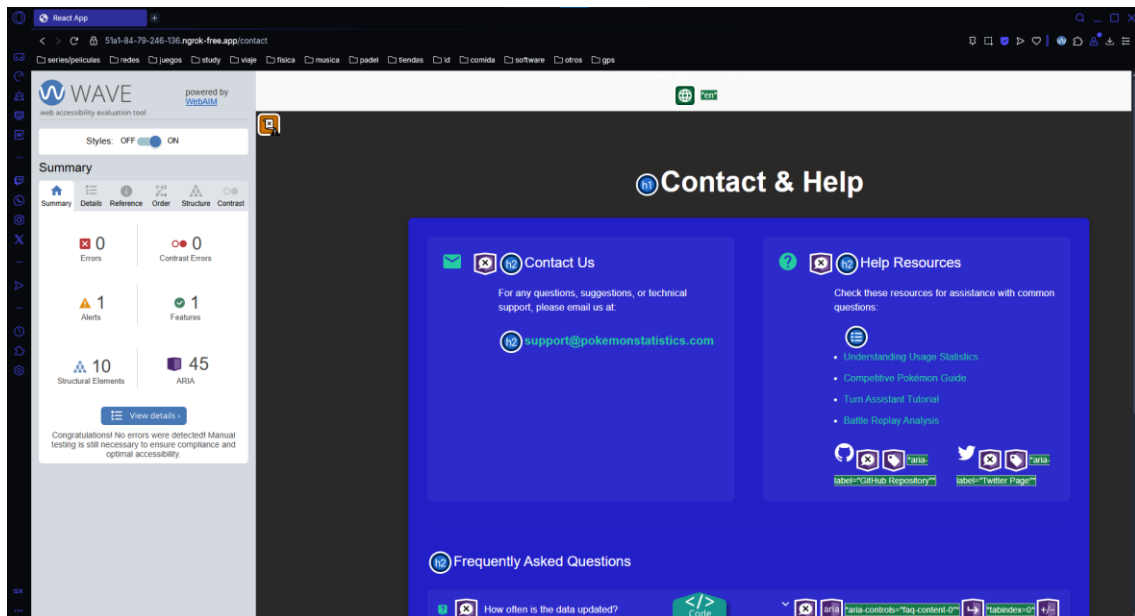 React App
51a1-84-79-246-136.ngrok-free.app/contact
series/peliculas redes juegos study viaje fisica musica padel tiendas id comida software otros gps
WAVE
powered by
WebAIM
web accessibility evaluation tool
Styles: OFF ON
Summary
Summary Details Reference Order Structure Contrast
0 0
Errors Contrast Errors
1 1
Alerts Features
10 45
Structural Elements ARIA
View details ›
Congratulations! No errors were detected! Manual
testing is still necessary to ensure compliance and
optimal accessibility.
*en*
h1 Contact & Help
h2 Contact Us
For any questions, suggestions, or technical
support, please email us at:
h2 support@pokemonstatistics.com
h2 Help Resources
Check these resources for assistance with common
questions:
• Understanding Usage Statistics
• Competitive Pokémon Guide
• Turn Assistant Tutorial
• Battle Replay Analysis
*aria-
label="GitHub Repository"*
*aria-
label="Twitter Page"*
h2 Frequently Asked Questions
How often is the data updated?
</>
Code
aria *aria-controls="faq-content-0"* *tabindex=0* +/-